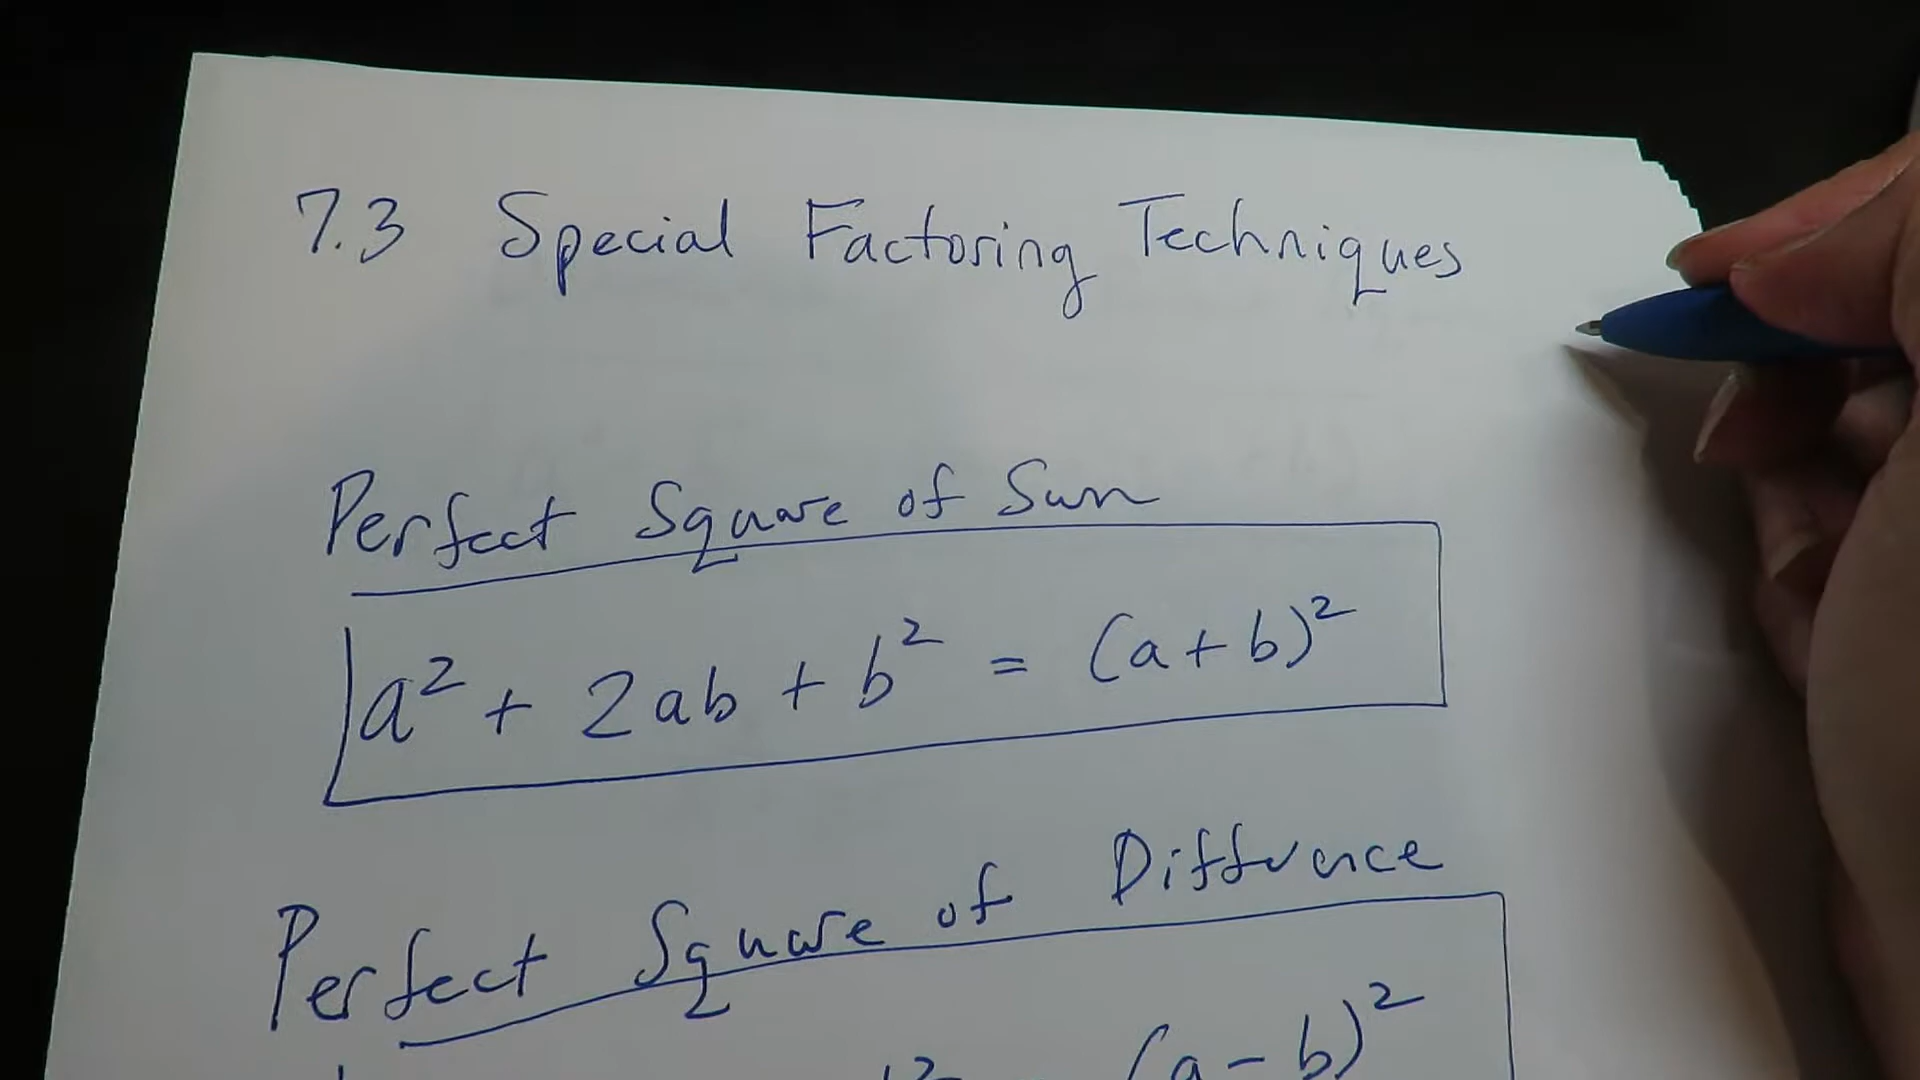 7.3 Special Factoring Techniques
Perfect Square of Sum
a² + 2ab + b² = (a+b)²
Perfect Square of Difference
(a-b)²